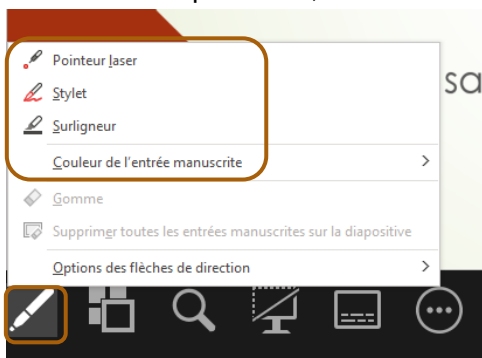 Pointeur laser
sa
Stylet
Surligneur
Couleur de l'entrée manuscrite
Gomme
Supprimer toutes les entrées manuscrites sur la diapositive
Options des flèches de direction